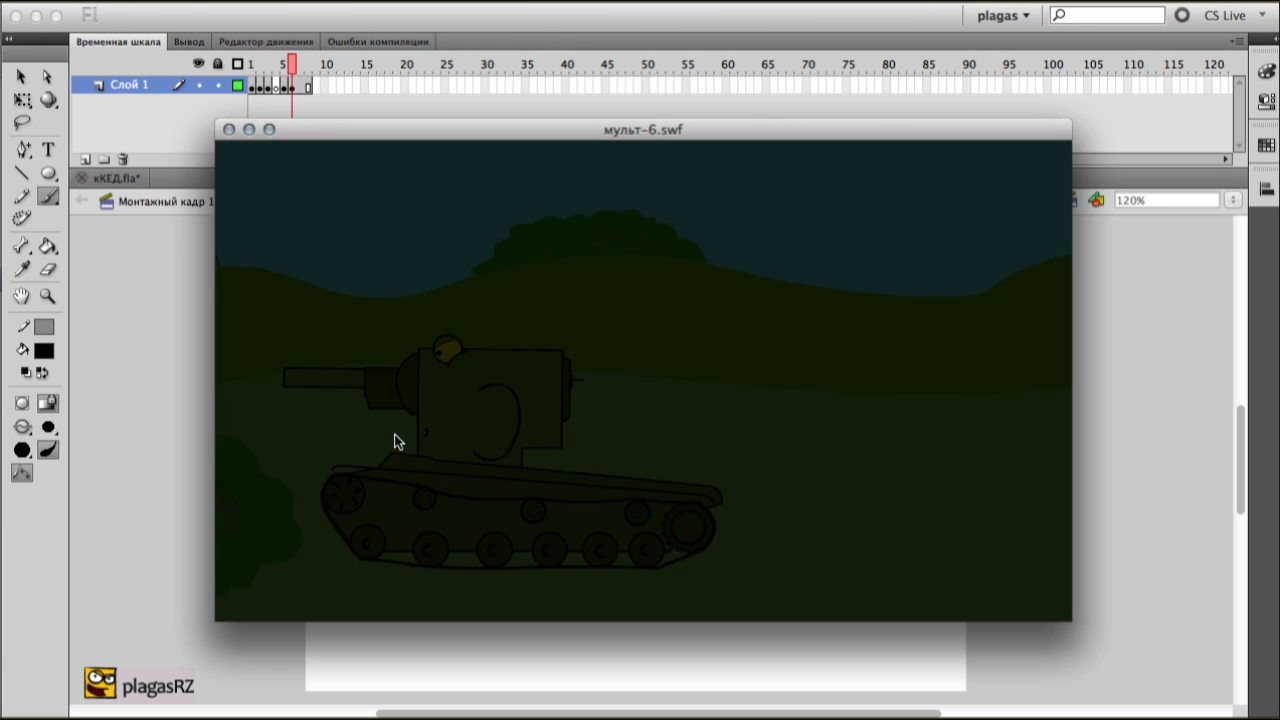 Fl
plagas
CS Live
Временная шкала
Вывод
Редактор движения
Ошибки компиляции
1 5 10 15 20 25 30 35 40 45 50 55 60 65 70 75 80 85 90 95 100 105 110 115 120
Слой 1
мульт-6.swf
кКЕД.fla*
Монтажный кадр 1
120%
T
plagasRZ